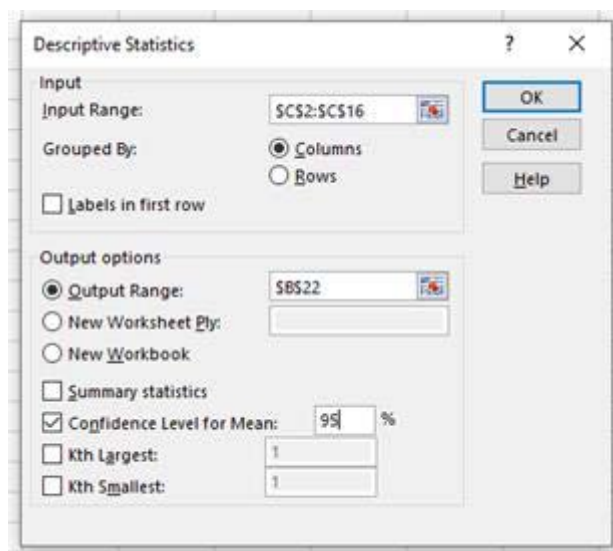 Descriptive Statistics ? X
Input
Input Range: $C$2:$C$16 OK
Grouped By: Columns Cancel
Rows Help
Labels in first row
Output options
Output Range: $B$22
New Worksheet Ply:
New Workbook
Summary statistics
Confidence Level for Mean: 95 %
Kth Largest: 1
Kth Smallest: 1